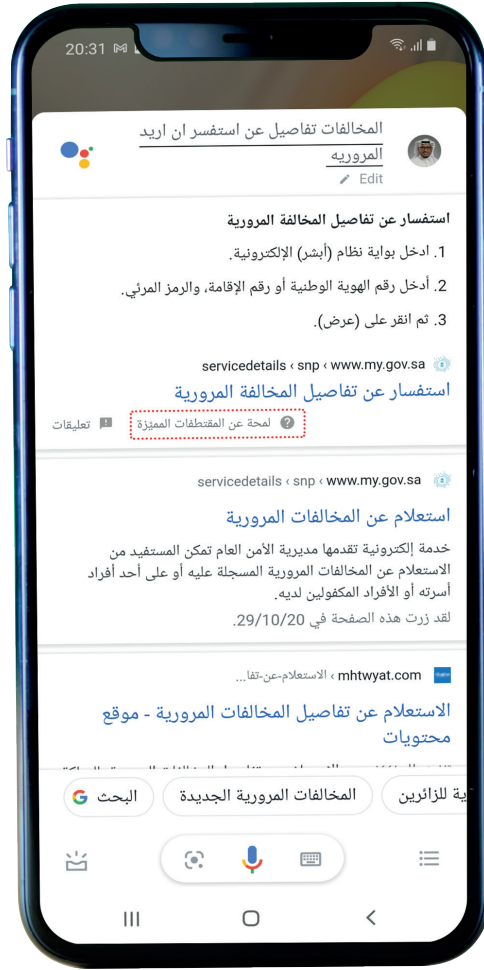 20:31
المخالفات تفاصيل عن استفسر ان اريد
المروريه
Edit
استفسار عن تفاصيل المخالفة المرورية
1. ادخل بوابة نظام (أبشر) الإلكترونية.
2. أدخل رقم الهوية الوطنية أو رقم الإقامة، والرمز المرئي.
3. ثم انقر على (عرض).
servicedetails ‹ snp ‹ www.my.gov.sa
استفسار عن تفاصيل المخالفة المرورية
لمحة عن المقتطفات المميّزة
تعليقات
servicedetails ‹ snp ‹ www.my.gov.sa
استعلام عن المخالفات المرورية
خدمة إلكترونية تقدمها مديرية الأمن العام تمكن المستفيد من
الاستعلام عن المخالفات المرورية المسجلة عليه أو على أحد أفراد
أسرته أو الأفراد المكفولين لديه.
لقد زرت هذه الصفحة في 29/10/20.
mhtwyat.com › الاستعلام-عن-تفا...
الاستعلام عن تفاصيل المخالفات المرورية - موقع
محتويات
ية للزائرين
المخالفات المرورية الجديدة
البحث G